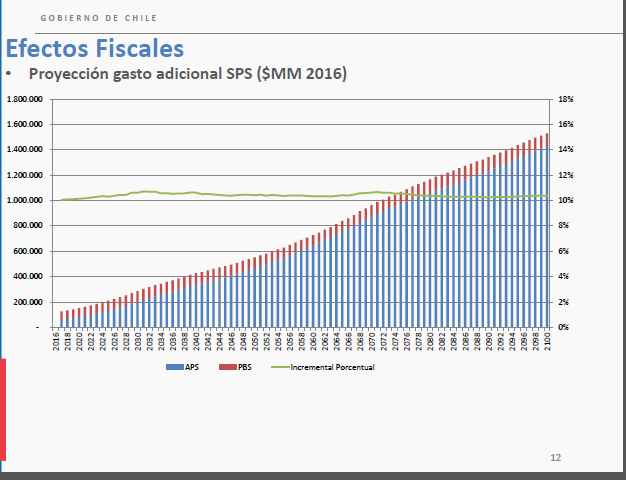 GOBIERNO DE CHILE
Efectos Fiscales
• Proyección gasto adicional SPS ($MM 2016)
1.800.000 18%
1.600.000 16%
1.400.000 14%
1.200.000 12%
1.000.000 10%
800.000 8%
600.000 6%
400.000 4%
200.000 2%
- 0%
2016 2018 2020 2022 2024 2026 2028 2030 2032 2034 2036 2038 2040 2042 2044 2046 2048 2050 2052 2054 2056 2058 2060 2062 2064 2066 2068 2070 2072 2074 2076 2078 2080 2082 2084 2086 2088 2090 2092 2094 2096 2098 2100
APS PBS Incremental Porcentual
12